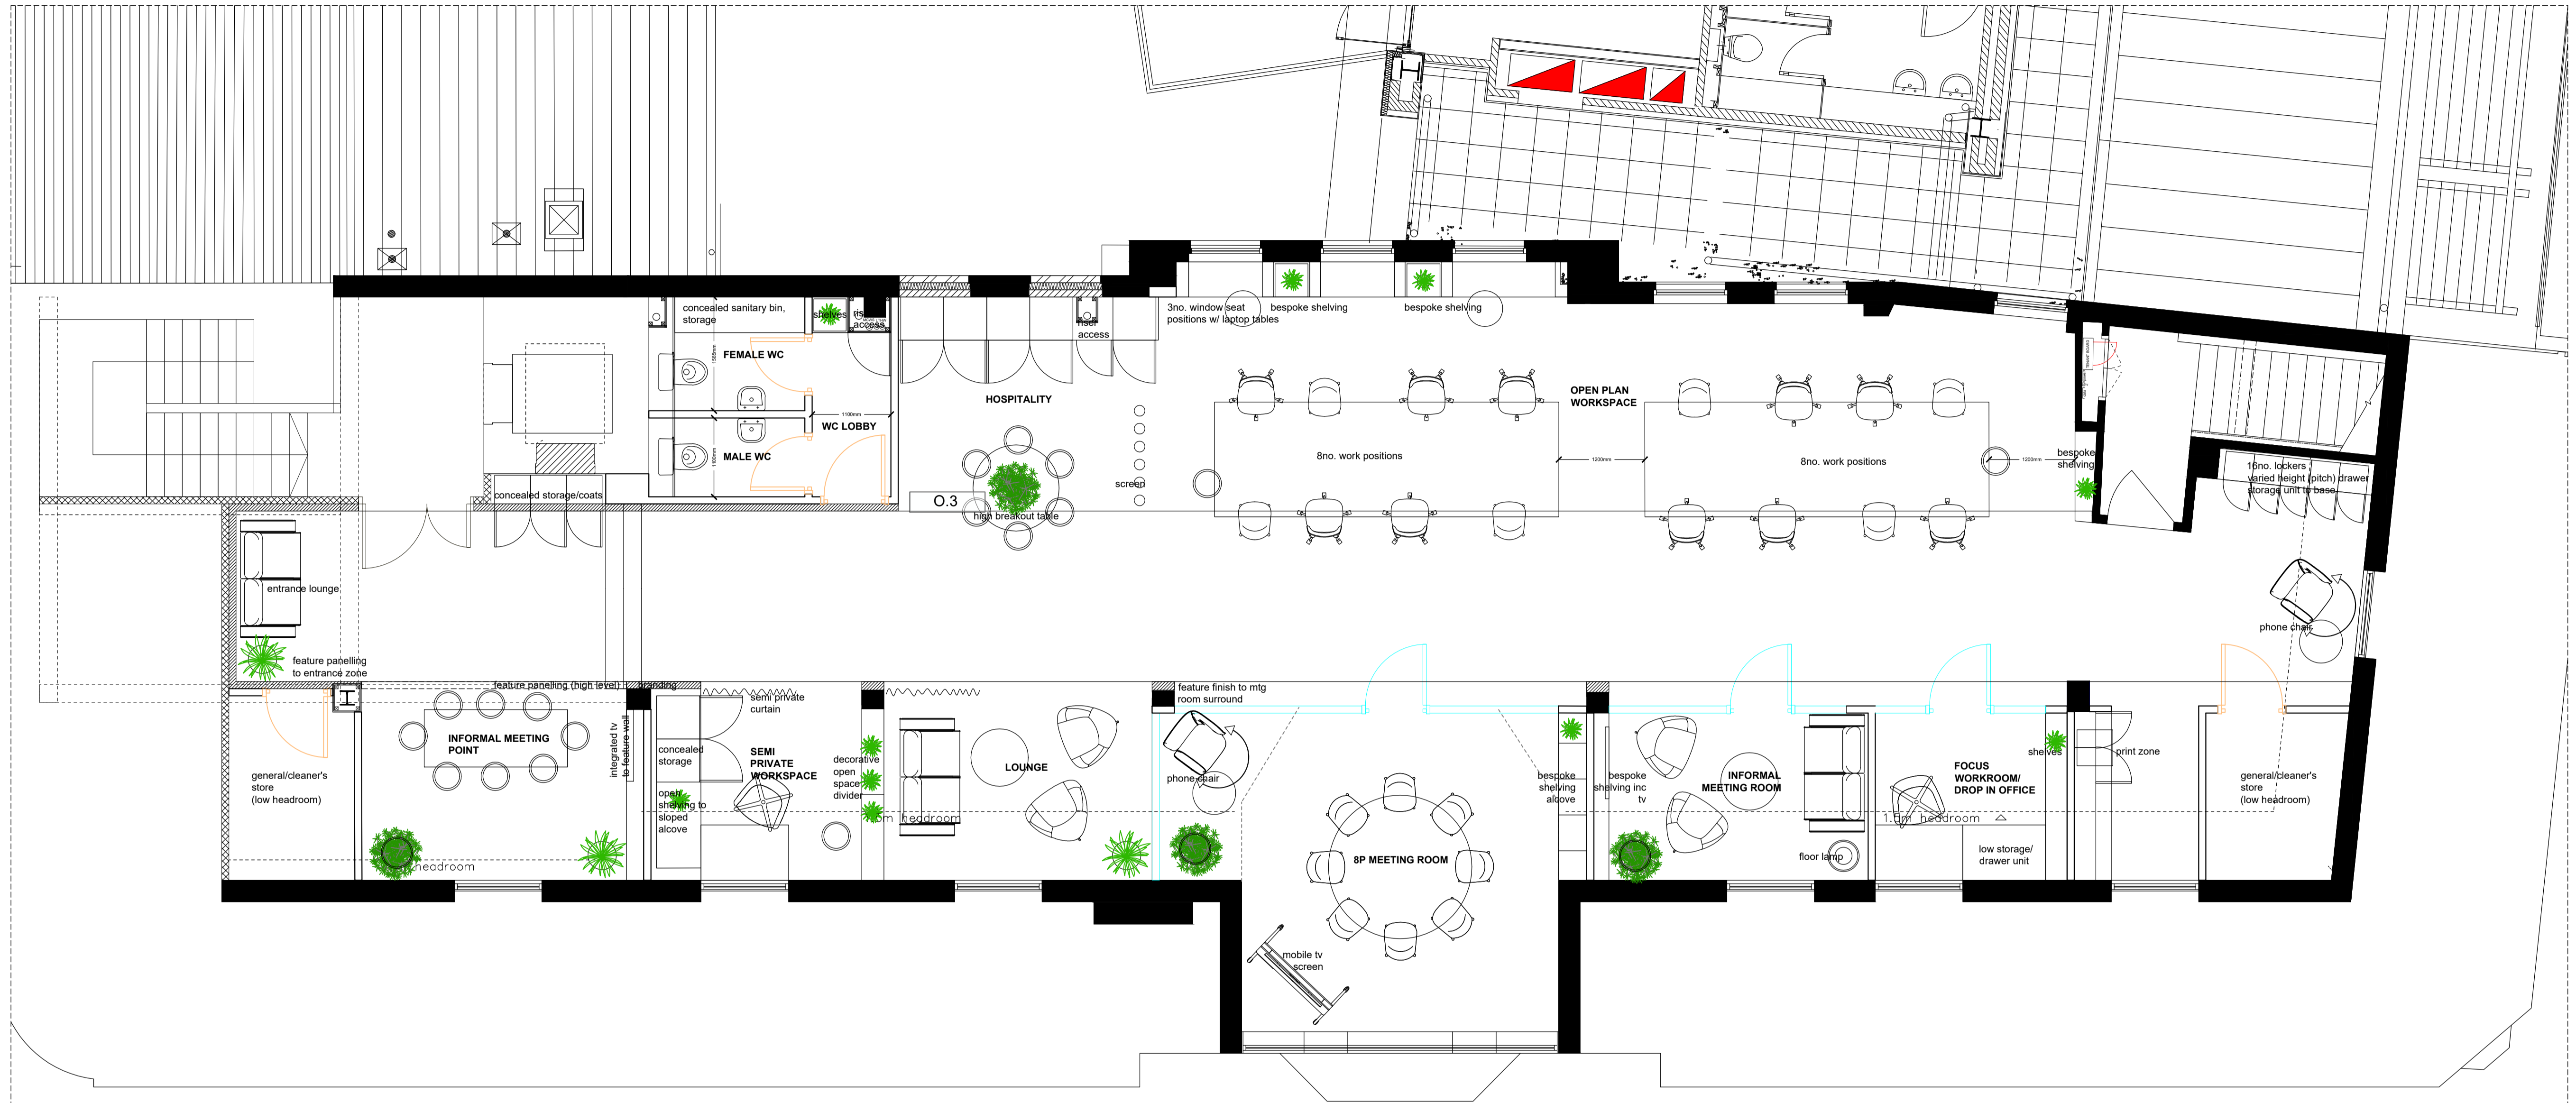 concealed sanitary bin,
storage
shelves
access
riser
access
3no. window seat
positions w/ laptop tables
bespoke shelving
bespoke shelving
FEMALE WC
1100mm
WC LOBBY
MALE WC
HOSPITALITY
OPEN PLAN
WORKSPACE
8no. work positions
8no. work positions
1200mm
1200mm
bespoke
shelving
16no. lockers
varied height (pitch) drawer
storage unit to base
concealed storage/coats
O.3
high breakout table
screen
entrance lounge
phone chair
feature panelling
to entrance zone
feature panelling (high level)
branding
semi private
curtain
feature finish to mtg
room surround
INFORMAL MEETING
POINT
integrated tv
to feature wall
concealed
storage
SEMI
PRIVATE
WORKSPACE
decorative
open
space
divider
LOUNGE
phone chair
bespoke
shelving
alcove
bespoke
shelving inc
tv
INFORMAL
MEETING ROOM
FOCUS
WORKROOM/
DROP IN OFFICE
shelves
print zone
general/cleaner's
store
(low headroom)
general/cleaner's
store
(low headroom)
open
shelving to
sloped
alcove
headroom
headroom
1.5m headroom
8P MEETING ROOM
floor lamp
low storage/
drawer unit
mobile tv
screen